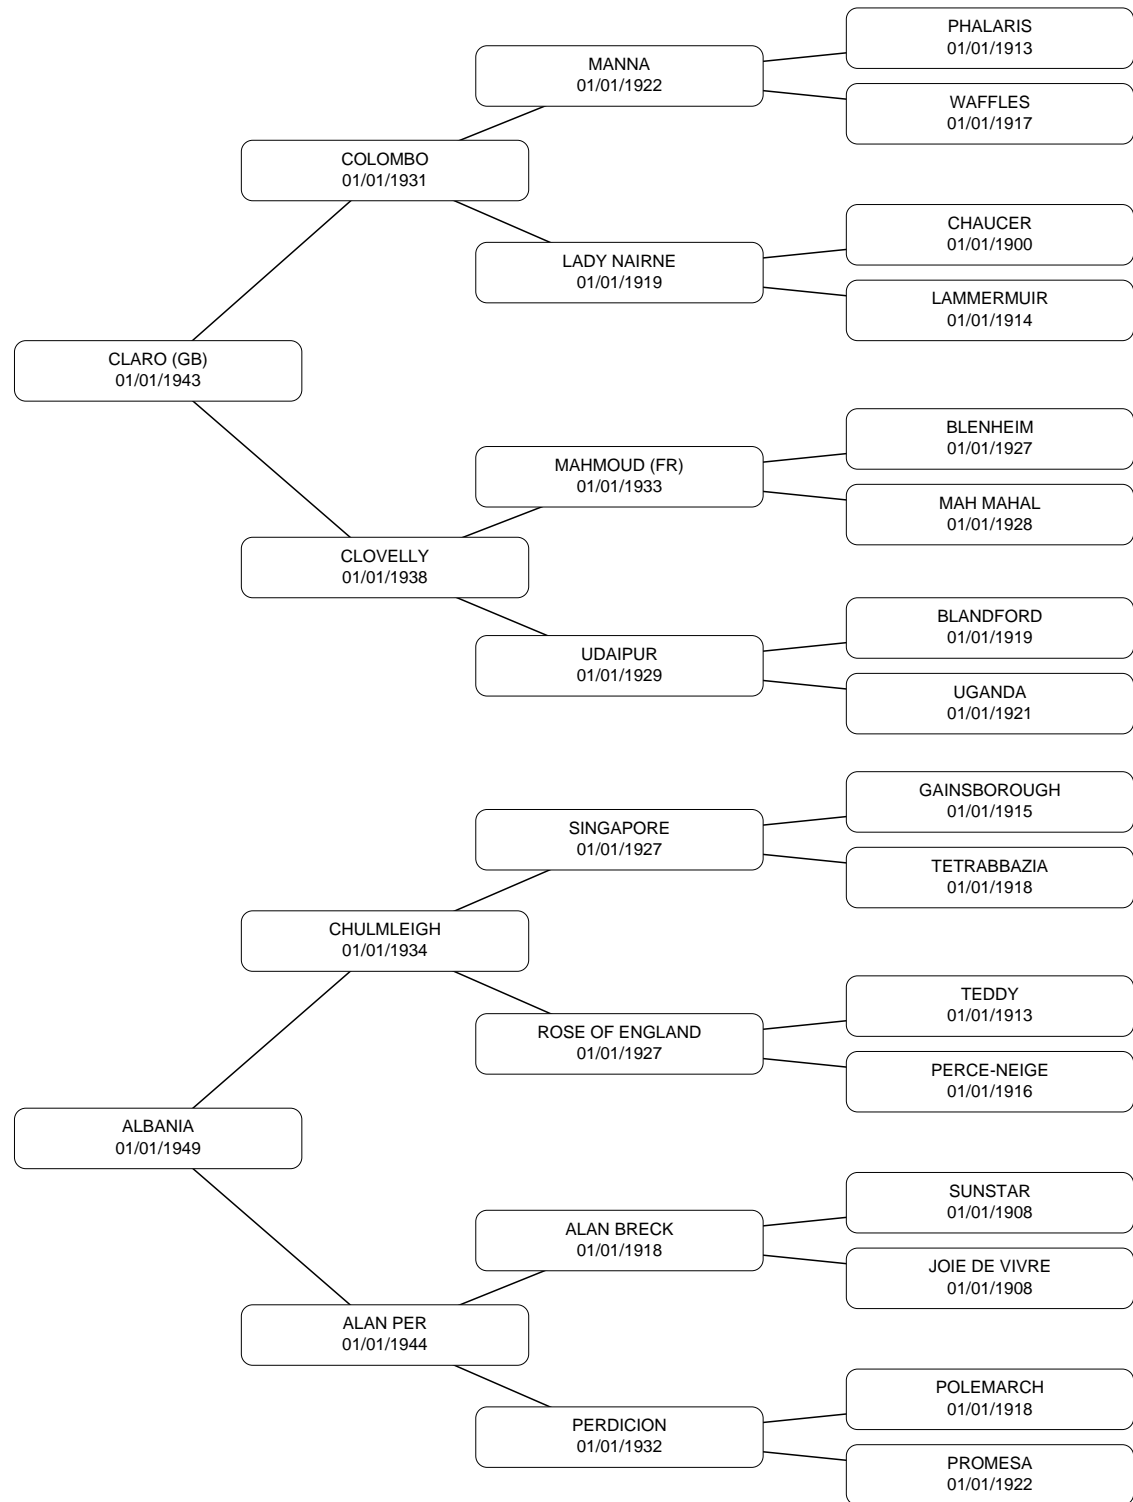 PHALARIS
01/01/1913
MANNA
01/01/1922
WAFFLES
01/01/1917
COLOMBO
01/01/1931
CHAUCER
01/01/1900
LADY NAIRNE
01/01/1919
LAMMERMUIR
01/01/1914
CLARO (GB)
01/01/1943
BLENHEIM
01/01/1927
MAHMOUD (FR)
01/01/1933
MAH MAHAL
01/01/1928
CLOVELLY
01/01/1938
BLANDFORD
01/01/1919
UDAIPUR
01/01/1929
UGANDA
01/01/1921
GAINSBOROUGH
01/01/1915
SINGAPORE
01/01/1927
TETRABBAZIA
01/01/1918
CHULMLEIGH
01/01/1934
TEDDY
01/01/1913
ROSE OF ENGLAND
01/01/1927
PERCE-NEIGE
01/01/1916
ALBANIA
01/01/1949
SUNSTAR
01/01/1908
ALAN BRECK
01/01/1918
JOIE DE VIVRE
01/01/1908
ALAN PER
01/01/1944
POLEMARCH
01/01/1918
PERDICION
01/01/1932
PROMESA
01/01/1922